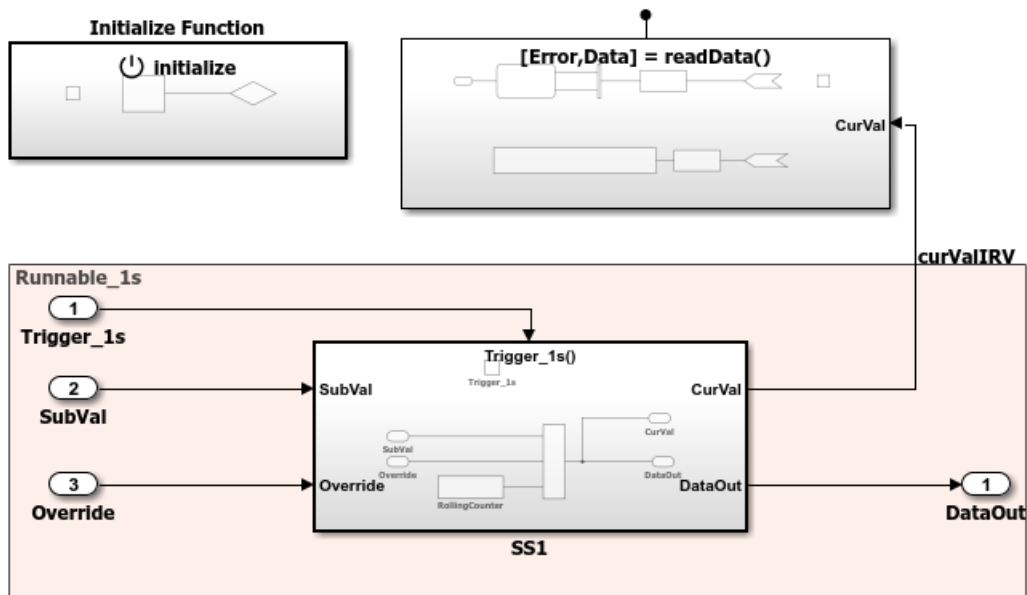 Initialize Function
initialize
[Error,Data] = readData()
CurVal
curValIRV
Runnable_1s
1
Trigger_1s
Trigger_1s()
Trigger_1s
2
SubVal
SubVal
CurVal
CurVal
SubVal
Override
DataOut
RollingCounter
3
Override
Override
DataOut
1
DataOut
SS1